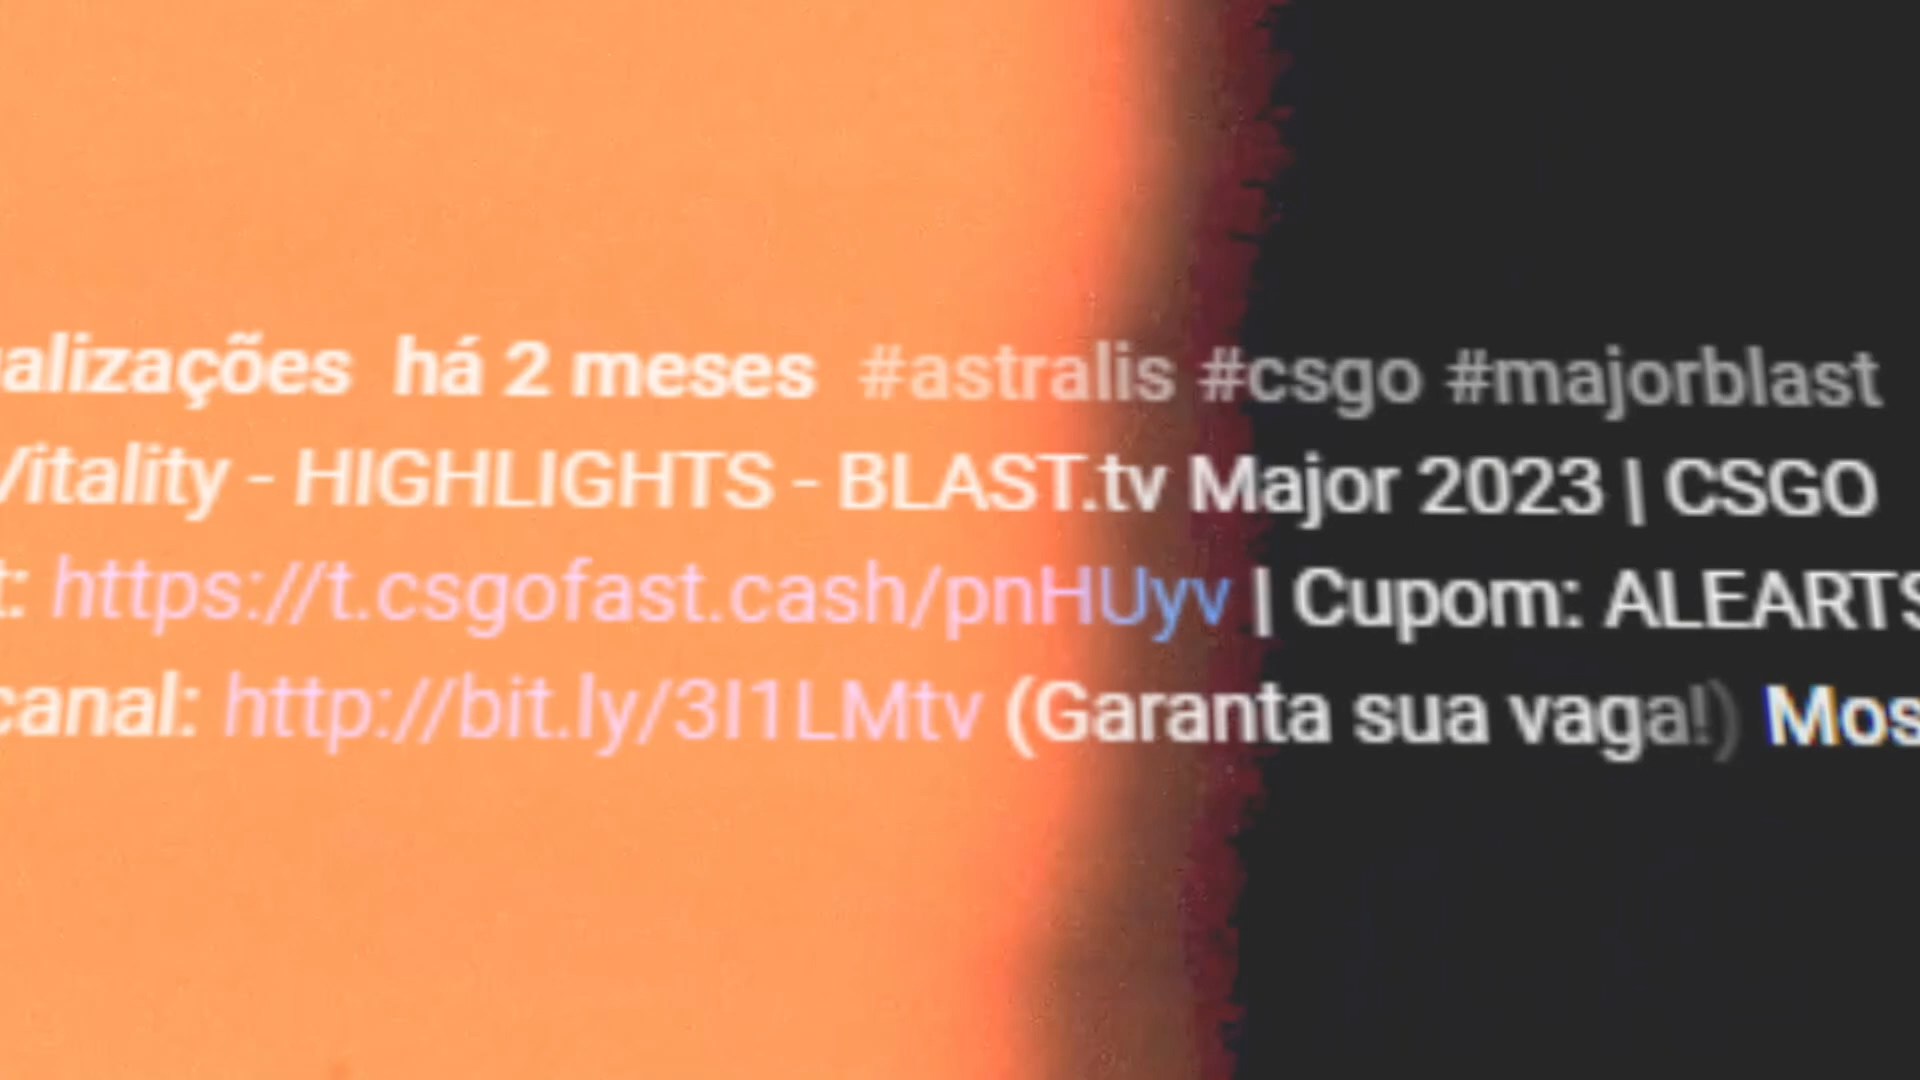 alizações há 2 meses #astralis #csgo #majorblast
Vitality - HIGHLIGHTS - BLAST.tv Major 2023 | CSGO
t: https://t.csgofast.cash/pnHUyv | Cupom: ALEARTS
canal: http://bit.ly/3I1LMtv (Garanta sua vaga!) Mos